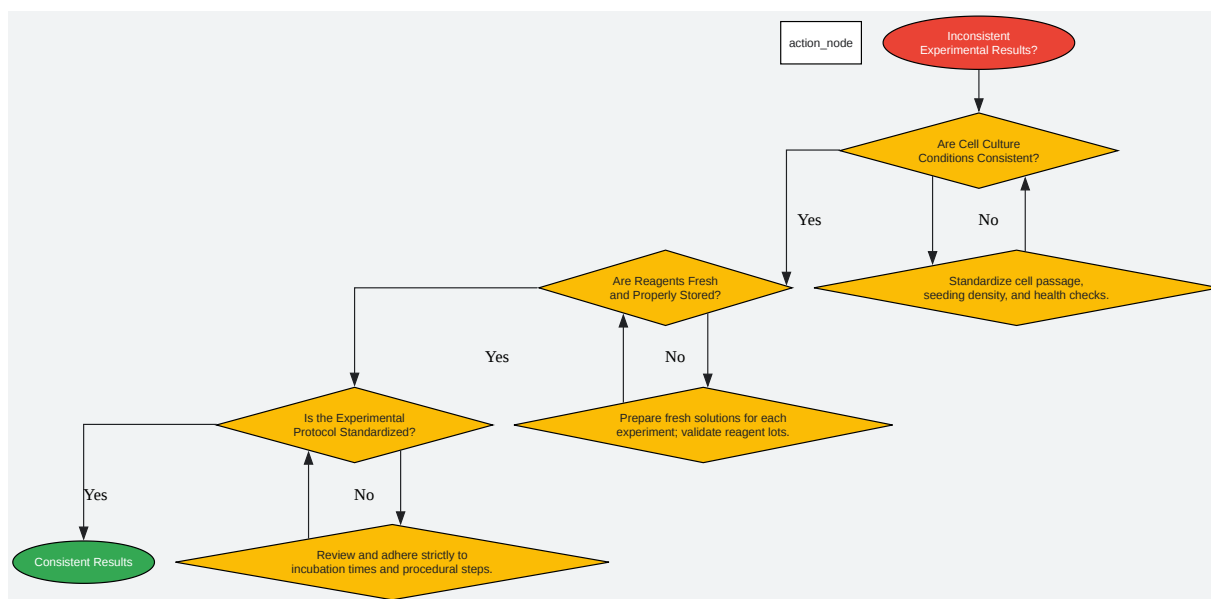 action_node
Inconsistent
Experimental Results?
Are Cell Culture
Conditions Consistent?
Yes
No
Standardize cell passage,
seeding density, and health checks.
Are Reagents Fresh
and Properly Stored?
Yes
No
Prepare fresh solutions for each
experiment; validate reagent lots.
Is the Experimental
Protocol Standardized?
Yes
No
Review and adhere strictly to
incubation times and procedural steps.
Consistent Results